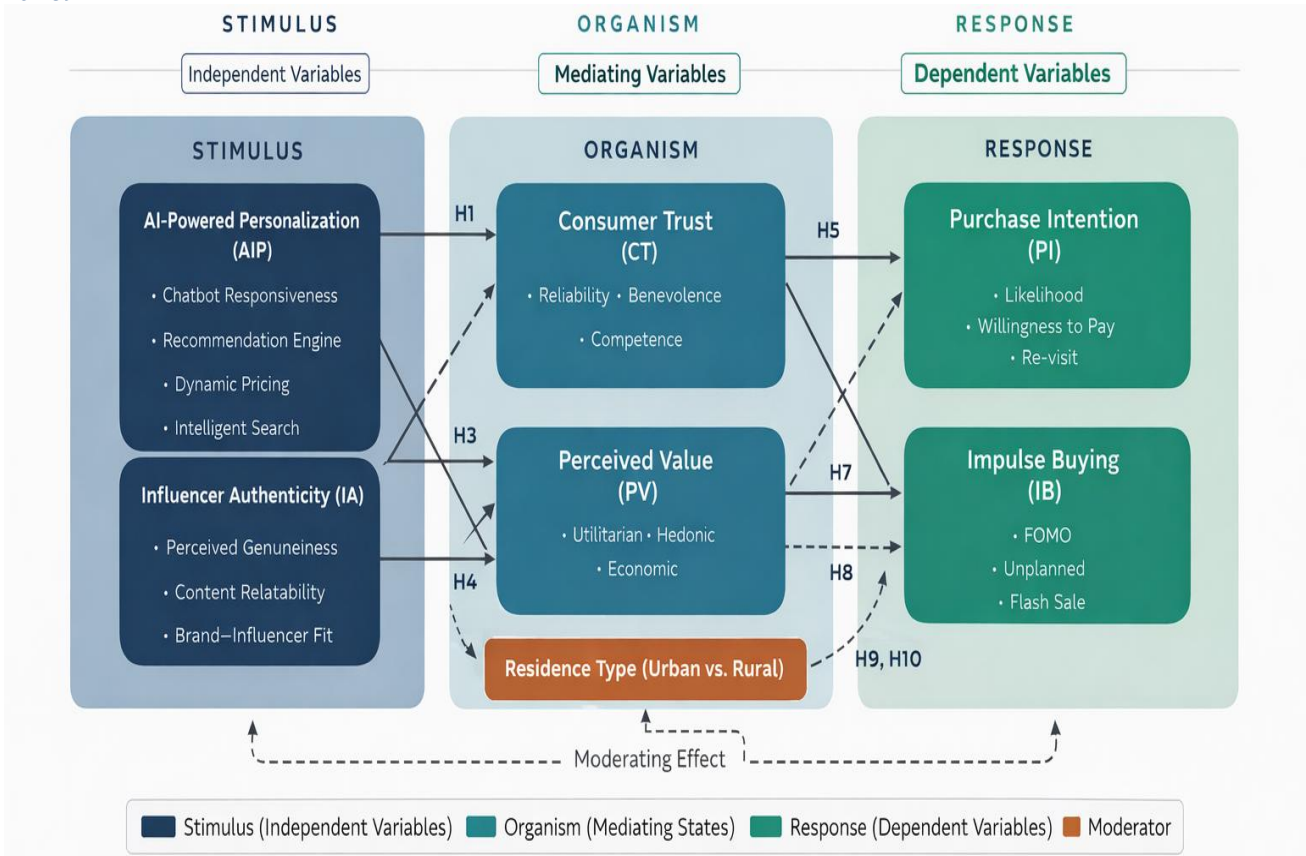 STIMULUS
ORGANISM
RESPONSE
Independent Variables
Mediating Variables
Dependent Variables
STIMULUS
AI-Powered Personalization
(AIP)
• Chatbot Responsiveness
• Recommendation Engine
• Dynamic Pricing
• Intelligent Search
Influencer Authenticity (IA)
• Perceived Genuneiness
• Content Relatability
• Brand–Influencer Fit
H1
H3
H4
ORGANISM
Consumer Trust
(CT)
• Reliability • Benevolence
• Competence
Perceived Value
(PV)
• Utilitarian • Hedonic
• Economic
Residence Type (Urban vs. Rural)
H5
H7
H8
H9, H10
RESPONSE
Purchase Intention
(PI)
• Likelihood
• Willingness to Pay
• Re-visit
Impulse Buying
(IB)
• FOMO
• Unplanned
• Flash Sale
Moderating Effect
Stimulus (Independent Variables)
Organism (Mediating States)
Response (Dependent Variables)
Moderator